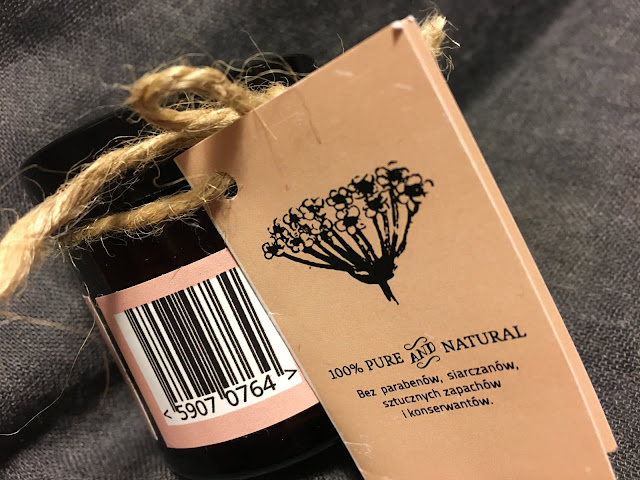 100% PURE AND NATURAL
Bez parabenów, siarczanów,
sztucznych zapachów
i konserwantów.
< 5907 0764 >